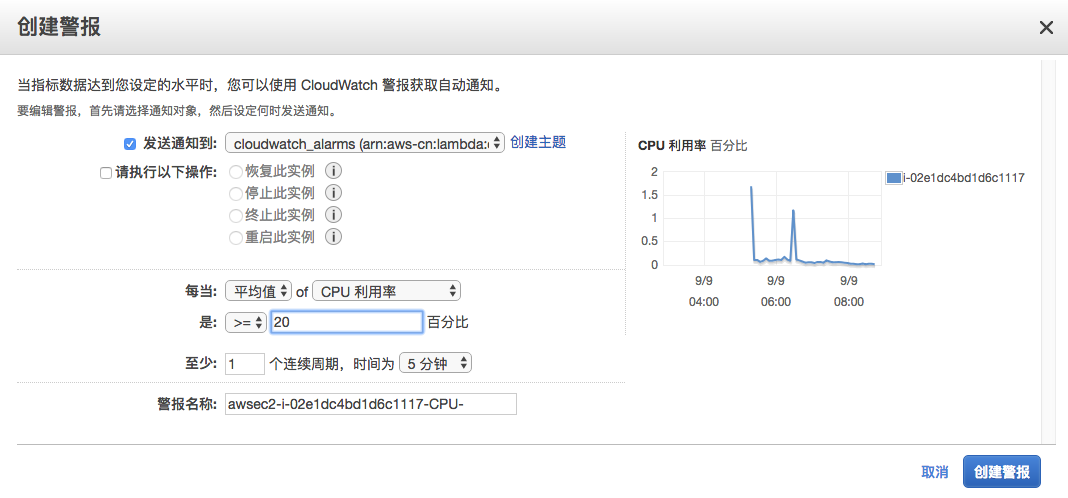 创建警报
当指标数据达到您设定的水平时，您可以使用 CloudWatch 警报获取自动通知。
要编辑警报，首先请选择通知对象，然后设定何时发送通知。
发送通知到: cloudwatch_alarms (arn:aws-cn:lambda: 创建主题
请执行以下操作: 恢复此实例 i
停止此实例 i
终止此实例 i
重启此实例 i
每当: 平均值 of CPU 利用率
是: >= 20 百分比
至少: 1 个连续周期，时间为 5 分钟
警报名称: awsec2-i-02e1dc4bd1d6c1117-CPU-
CPU 利用率 百分比
2
1.5
1
0.5
0
9/9 9/9 9/9
04:00 06:00 08:00
i-02e1dc4bd1d6c1117
取消 创建警报